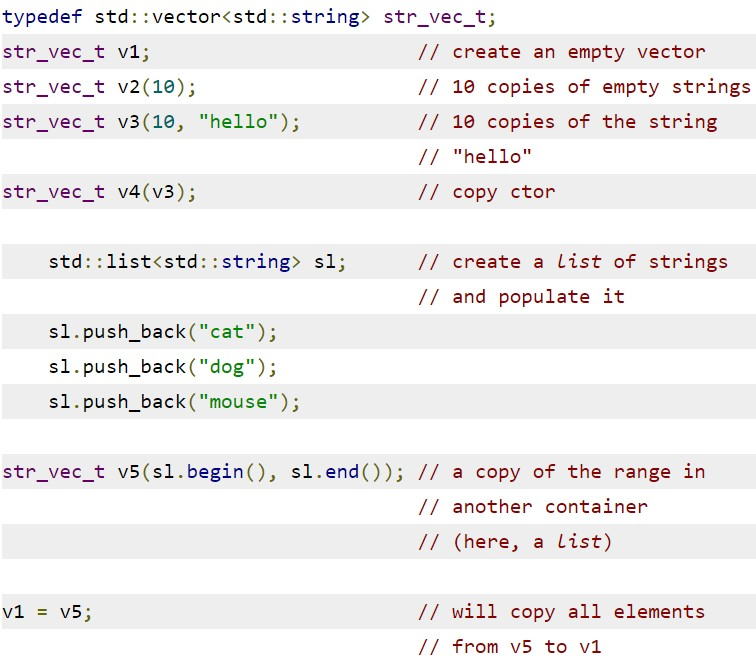 typedef std::vector<std::string> str_vec_t;
str_vec_t v1;                       // create an empty vector
str_vec_t v2(10);                   // 10 copies of empty strings
str_vec_t v3(10, "hello");          // 10 copies of the string
                                    // "hello"
str_vec_t v4(v3);                   // copy ctor

    std::list<std::string> sl;      // create a list of strings
                                    // and populate it
    sl.push_back("cat");
    sl.push_back("dog");
    sl.push_back("mouse");

str_vec_t v5(sl.begin(), sl.end()); // a copy of the range in
                                    // another container
                                    // (here, a list)

v1 = v5;                            // will copy all elements
                                    // from v5 to v1